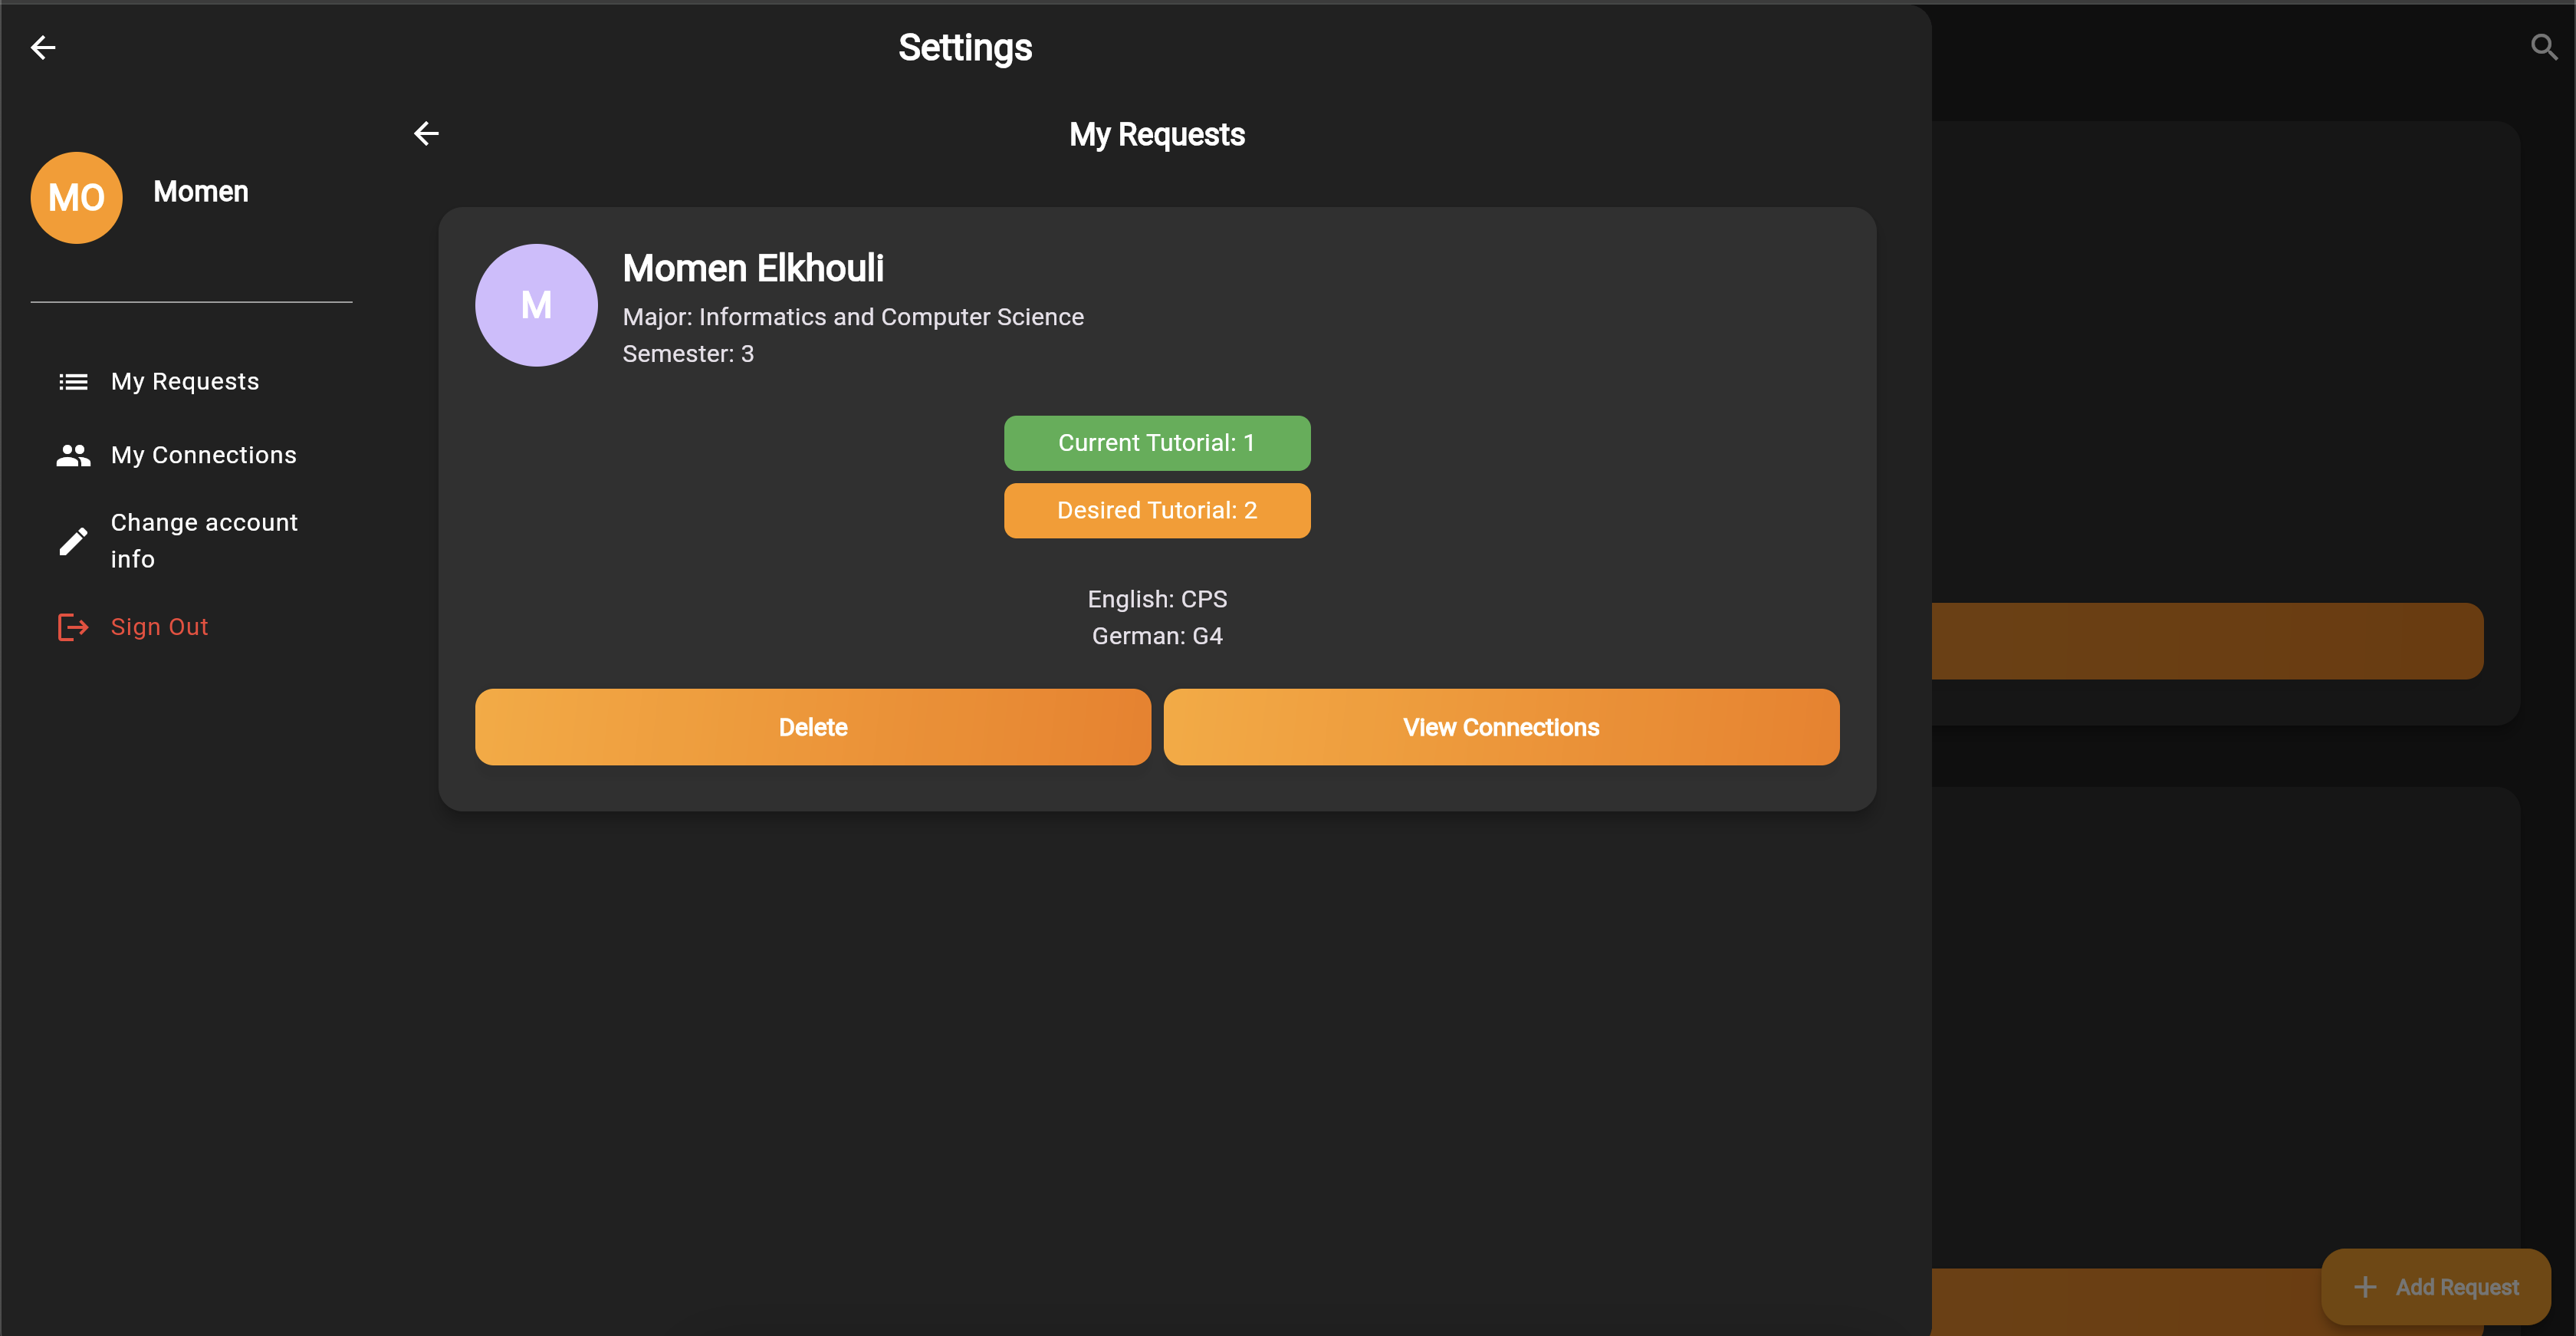 Settings
MO
Momen
My Requests
My Connections
Change account
info
Sign Out
My Requests
M
Momen Elkhouli
Major: Informatics and Computer Science
Semester: 3
Current Tutorial: 1
Desired Tutorial: 2
English: CPS
German: G4
Delete
View Connections
Add Request